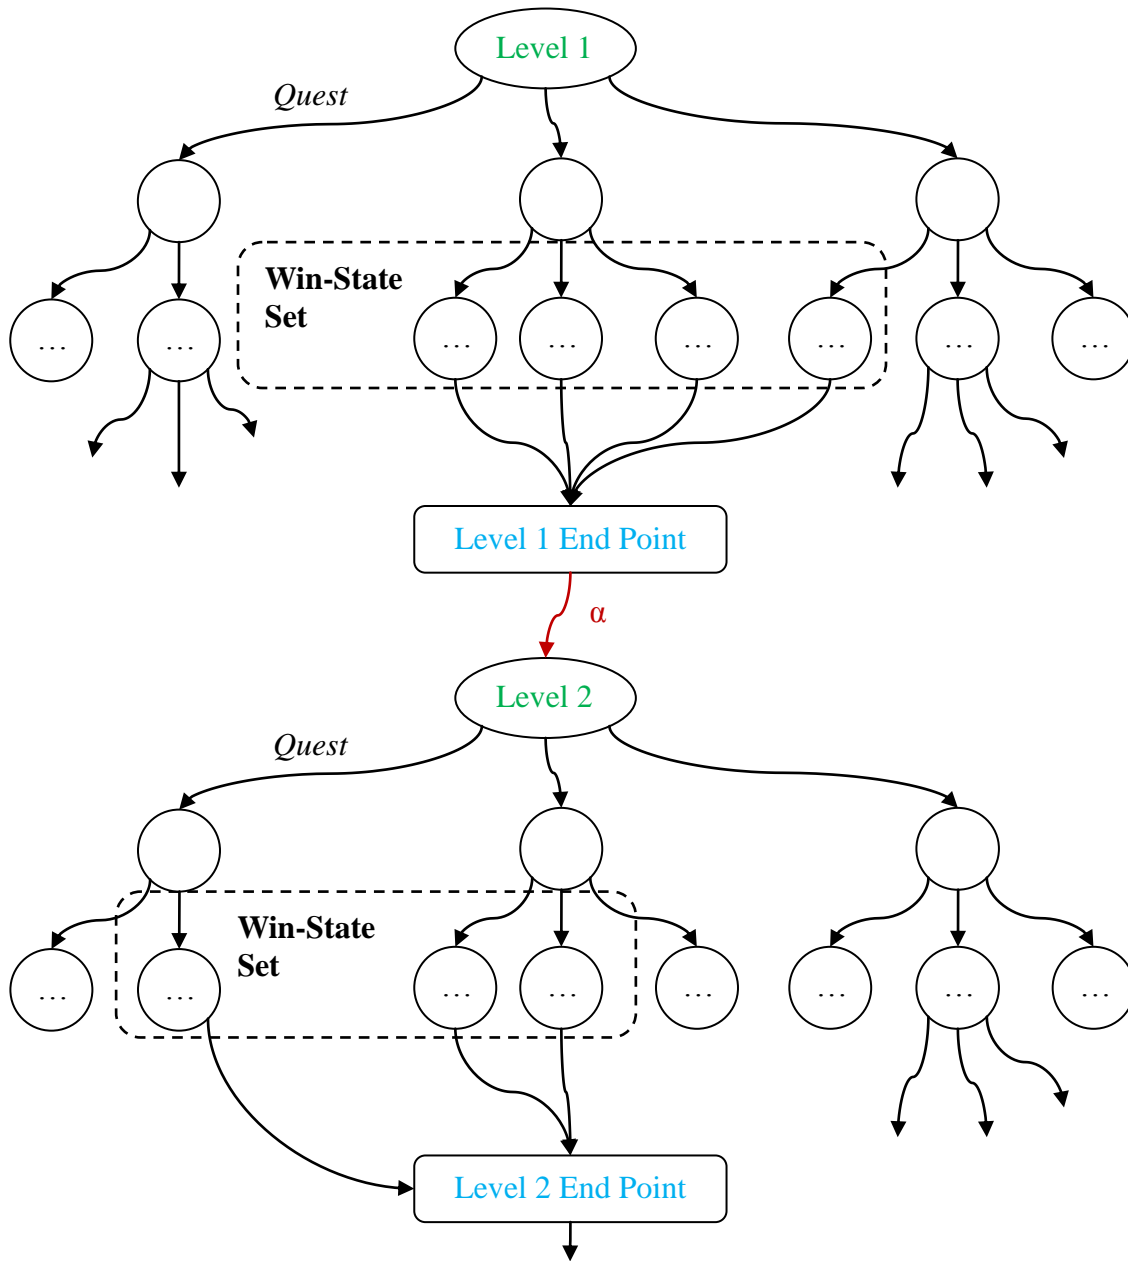 Level 1
Quest
Win-State
Set
... ... ... ... ... ... ... ...
Level 1 End Point
α
Level 2
Quest
Win-State
Set
... ... ... ... ... ... ... ...
Level 2 End Point